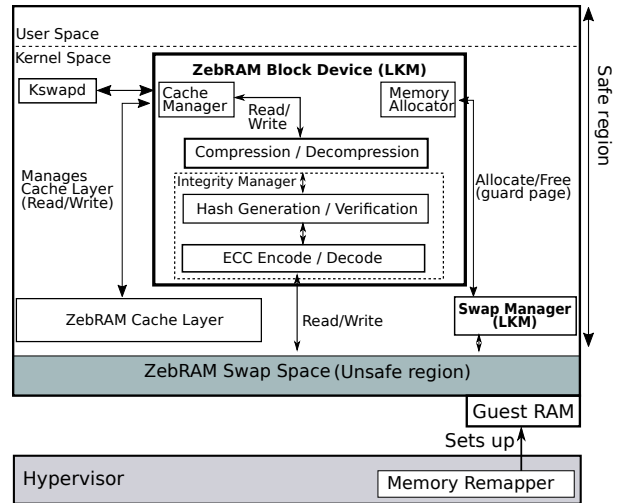 User Space
Kernel Space
ZebRAM Block Device (LKM)
Kswapd
Cache
Manager
Memory
Allocator
Read/
Write
Compression / Decompression
Integrity Manager
Hash Generation / Verification
ECC Encode / Decode
Manages
Cache Layer
(Read/Write)
Allocate/Free
(guard page)
Safe region
ZebRAM Cache Layer
Read/Write
Swap Manager
(LKM)
ZebRAM Swap Space (Unsafe region)
Guest RAM
Sets up
Hypervisor
Memory Remapper